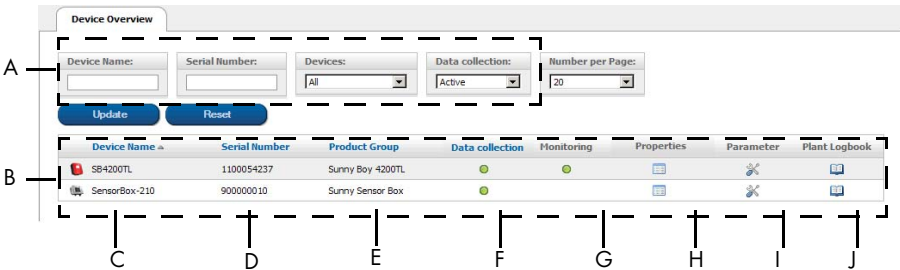 Device Overview
Device Name: Serial Number: Devices: Data collection: Number per Page:
A
All Active 20
Update Reset
Device Name Serial Number Product Group Data collection Monitoring Properties Parameter Plant Logbook
SB4200TL 1100054237 Sunny Boy 4200TL
B
SensorBox-210 900000010 Sunny Sensor Box
C D E F G H I J